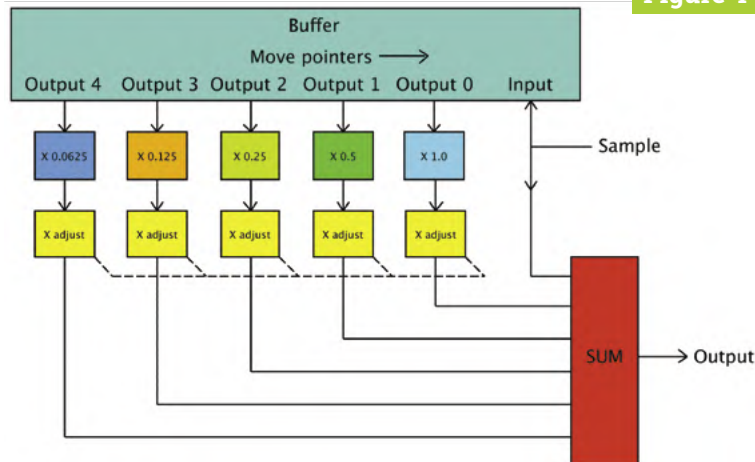 Buffer
Move pointers
Output 4 Output 3 Output 2 Output 1 Output 0 Input
X 0.0625 X 0.125 X 0.25 X 0.5 X 1.0
Sample
X adjust X adjust X adjust X adjust X adjust
SUM
Output